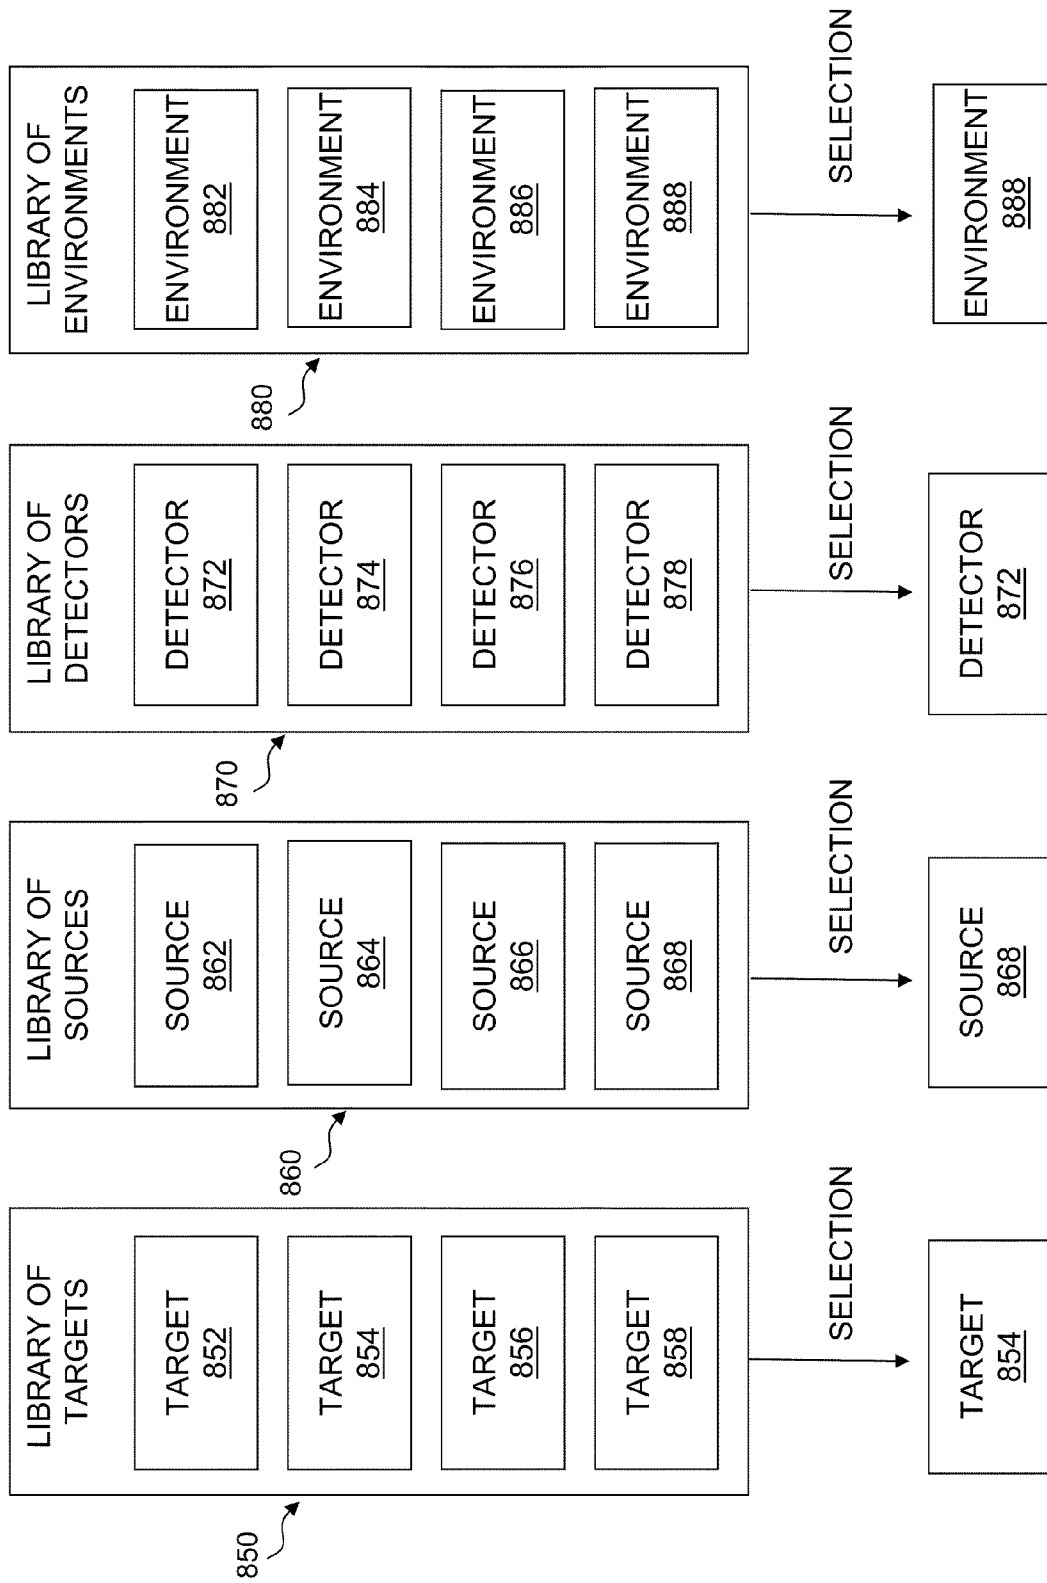 LIBRARY OF
TARGETS
TARGET
852
TARGET
854
TARGET
856
TARGET
858
850
SELECTION
TARGET
854
LIBRARY OF
SOURCES
SOURCE
862
SOURCE
864
SOURCE
866
SOURCE
868
860
SELECTION
SOURCE
868
LIBRARY OF
DETECTORS
DETECTOR
872
DETECTOR
874
DETECTOR
876
DETECTOR
878
870
SELECTION
DETECTOR
872
LIBRARY OF
ENVIRONMENTS
ENVIRONMENT
882
ENVIRONMENT
884
ENVIRONMENT
886
ENVIRONMENT
888
880
SELECTION
ENVIRONMENT
888